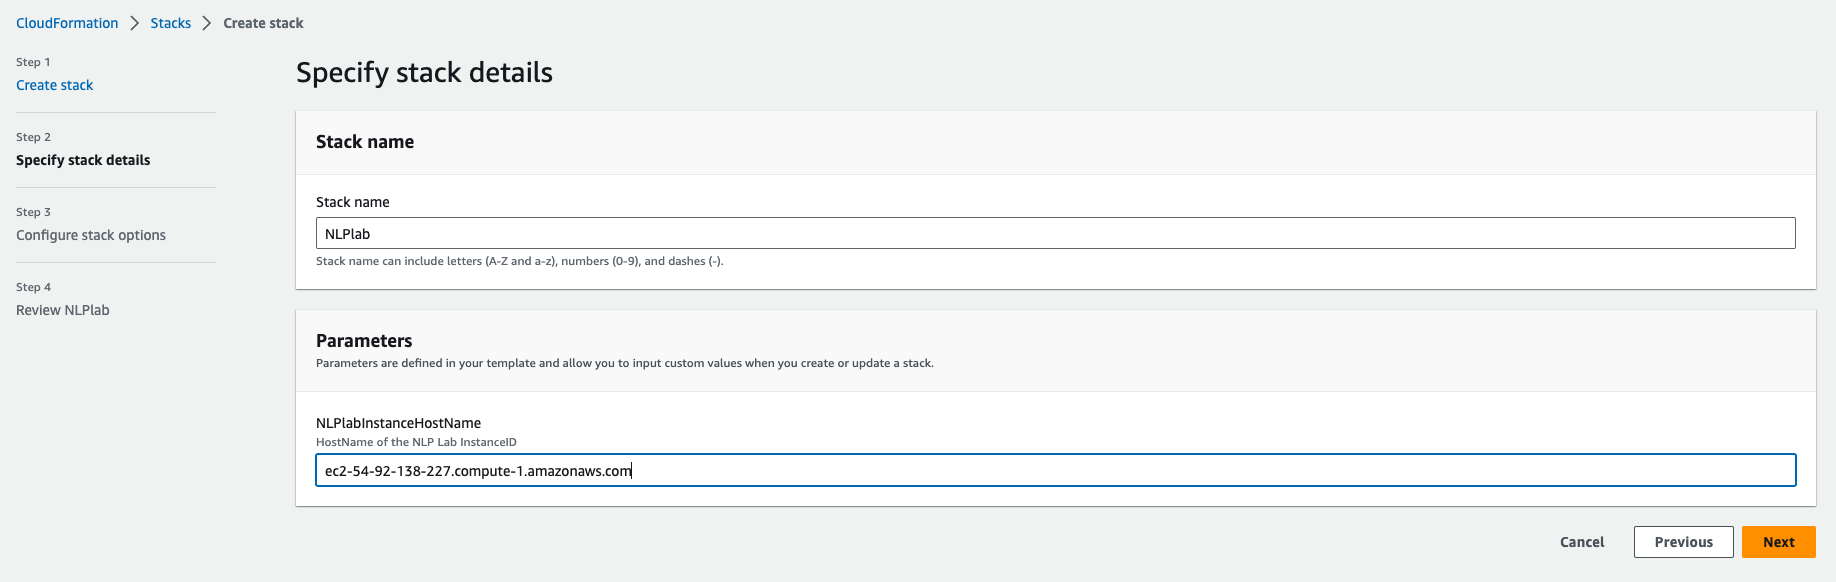 CloudFormation > Stacks > Create stack
Step 1
Create stack
Step 2
Specify stack details
Step 3
Configure stack options
Step 4
Review NLPlab
Specify stack details
Stack name
Stack name
NLPlab
Stack name can include letters (A-Z and a-z), numbers (0-9), and dashes (-).
Parameters
Parameters are defined in your template and allow you to input custom values when you create or update a stack.
NLPlabInstanceHostName
HostName of the NLP Lab InstanceID
ec2-54-92-138-227.compute-1.amazonaws.com
Cancel Previous Next